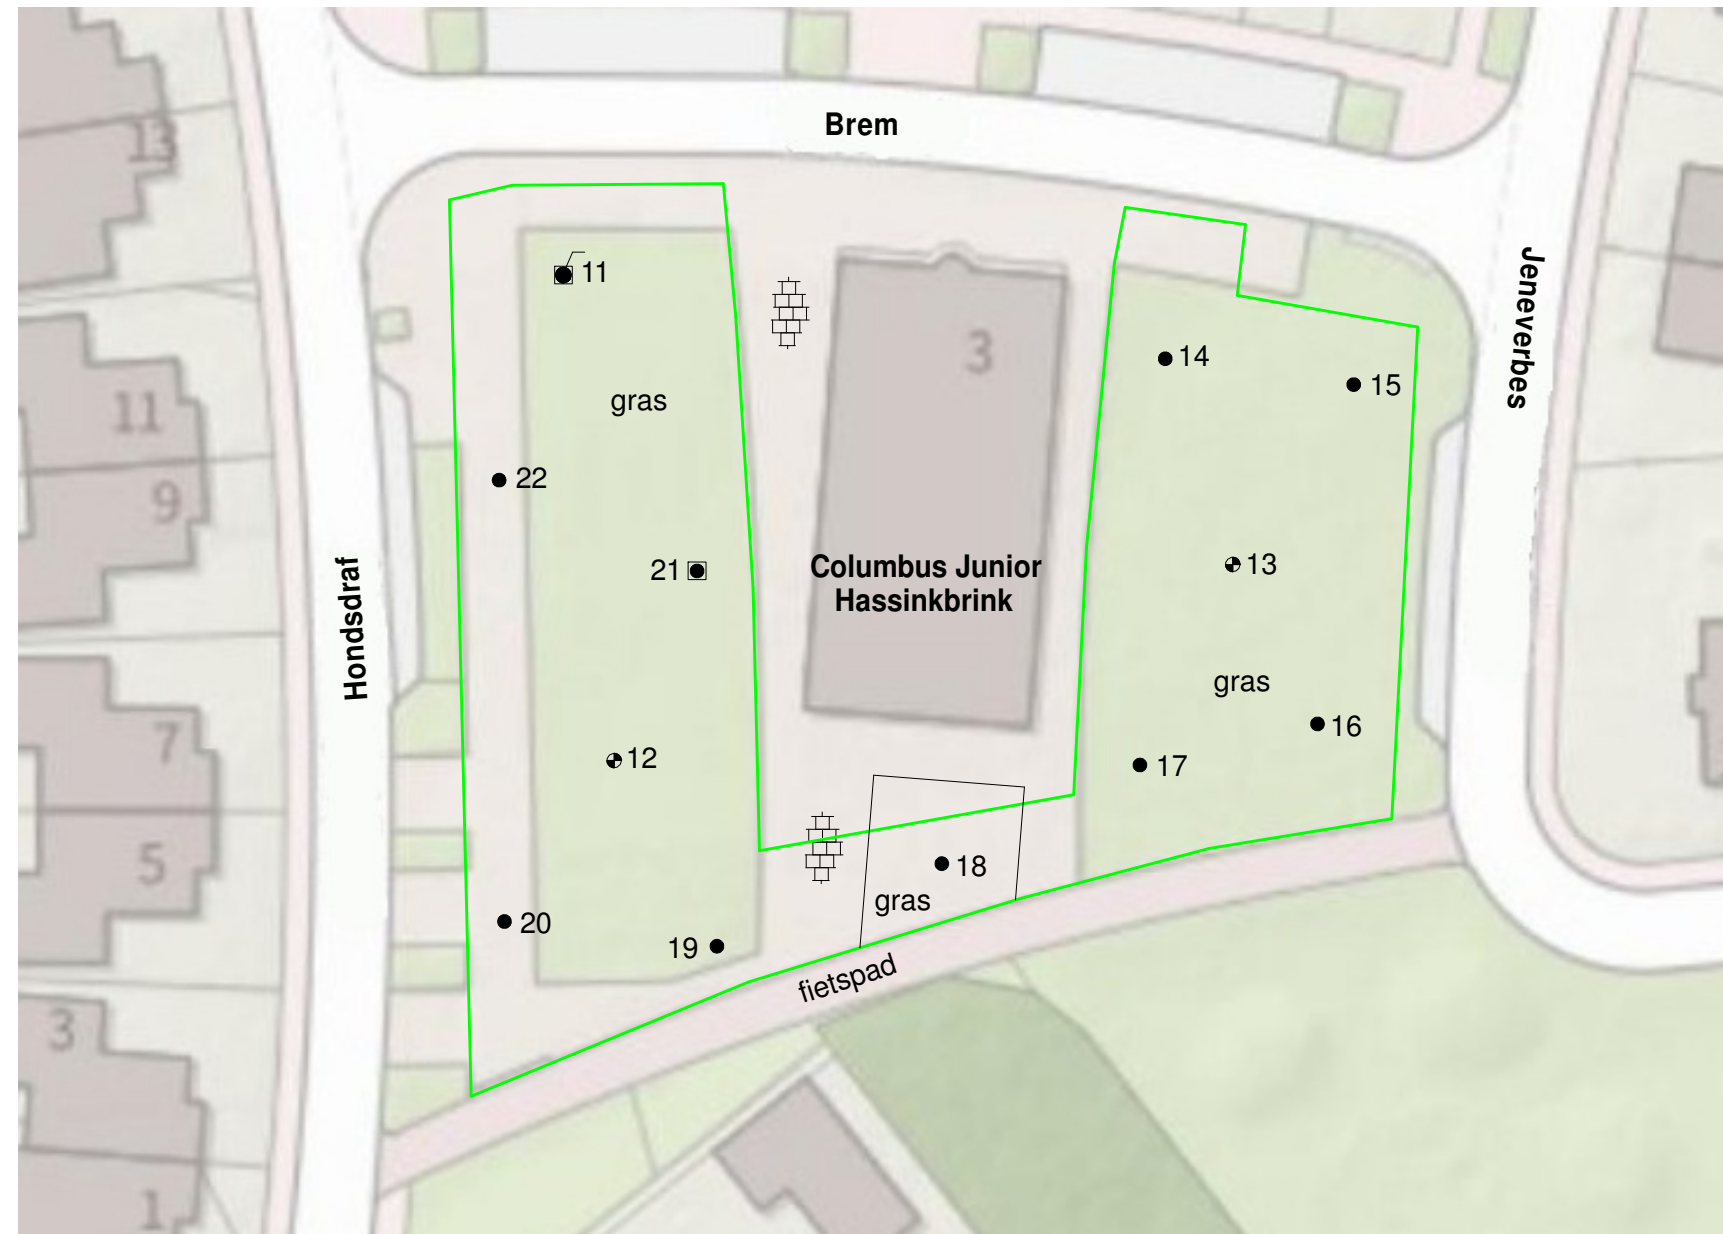 Brem
13
11
3
Jeneverbes
14
15
gras
11
22
9
21
Columbus Junior
Hassinkbrink
13
Hondsdraf
gras
16
7
12
17
5
18
gras
20
19
fietspad
3
1